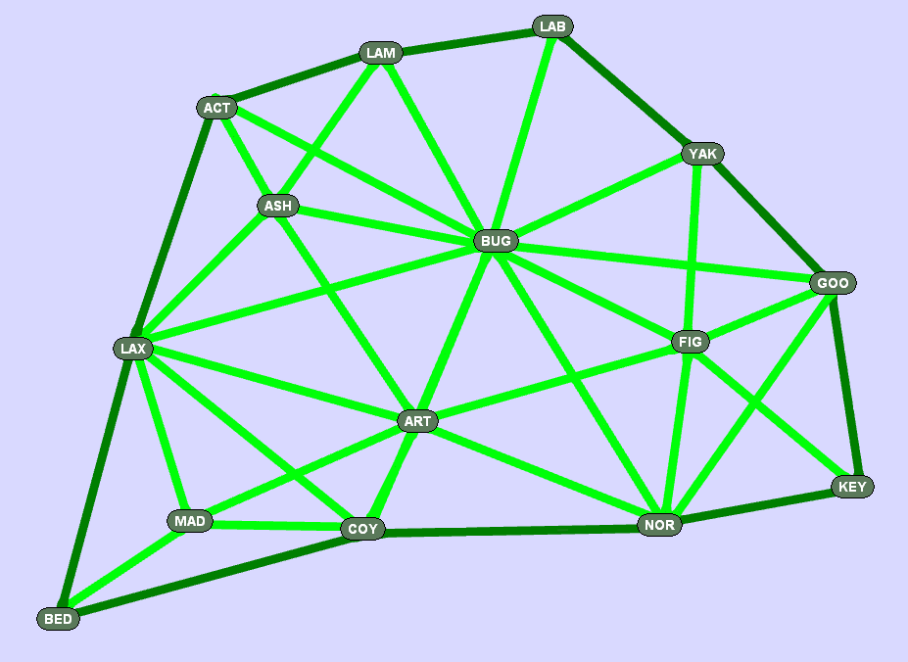 LAB
LAM
ACT
YAK
ASH
BUG
GOO
FIG
LAX
ART
KEY
MAD
COY
NOR
BED